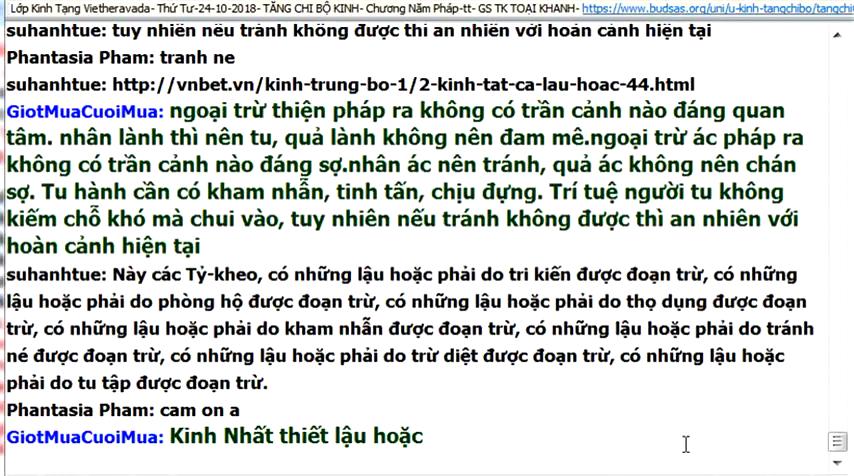 Lớp Kinh Tạng Vietheravada- Thứ Tư-24-10-2018- TĂNG CHI BỘ KINH- Chương Năm Pháp-tt- GS TK TOẠI KHANH- https://www.budsas.org/uni/u-kinh-tangchibo/tangchi
suhanhtue: tuy nhiên nếu tránh không được thì an nhiên với hoàn cảnh hiện tại
Phantasia Pham: tranh ne
suhanhtue: http://vnbet.vn/kinh-trung-bo-1/2-kinh-tat-ca-lau-hoac-44.html
GiotMuaCuoiMua: ngoại trừ thiện pháp ra không có trần cảnh nào đáng quan
tâm. nhân lành thì nên tu, quả lành không nên đam mê.ngoại trừ ác pháp ra
không có trần cảnh nào đáng sợ.nhân ác nên tránh, quả ác không nên chán
sợ. Tu hành cần có kham nhẫn, tinh tấn, chịu đựng. Trí tuệ người tu không
kiếm chỗ khó mà chui vào, tuy nhiên nếu tránh không được thì an nhiên với
hoàn cảnh hiện tại
suhanhtue: Này các Tỷ-kheo, có những lậu hoặc phải do tri kiến được đoạn trừ, có những
lậu hoặc phải do phòng hộ được đoạn trừ, có những lậu hoặc phải do thọ dụng được đoạn
trừ, có những lậu hoặc phải do kham nhẫn được đoạn trừ, có những lậu hoặc phải do tránh
né được đoạn trừ, có những lậu hoặc phải do trừ diệt được đoạn trừ, có những lậu hoặc
phải do tu tập được đoạn trừ.
Phantasia Pham: cam on a
GiotMuaCuoiMua: Kinh Nhất thiết lậu hoặc